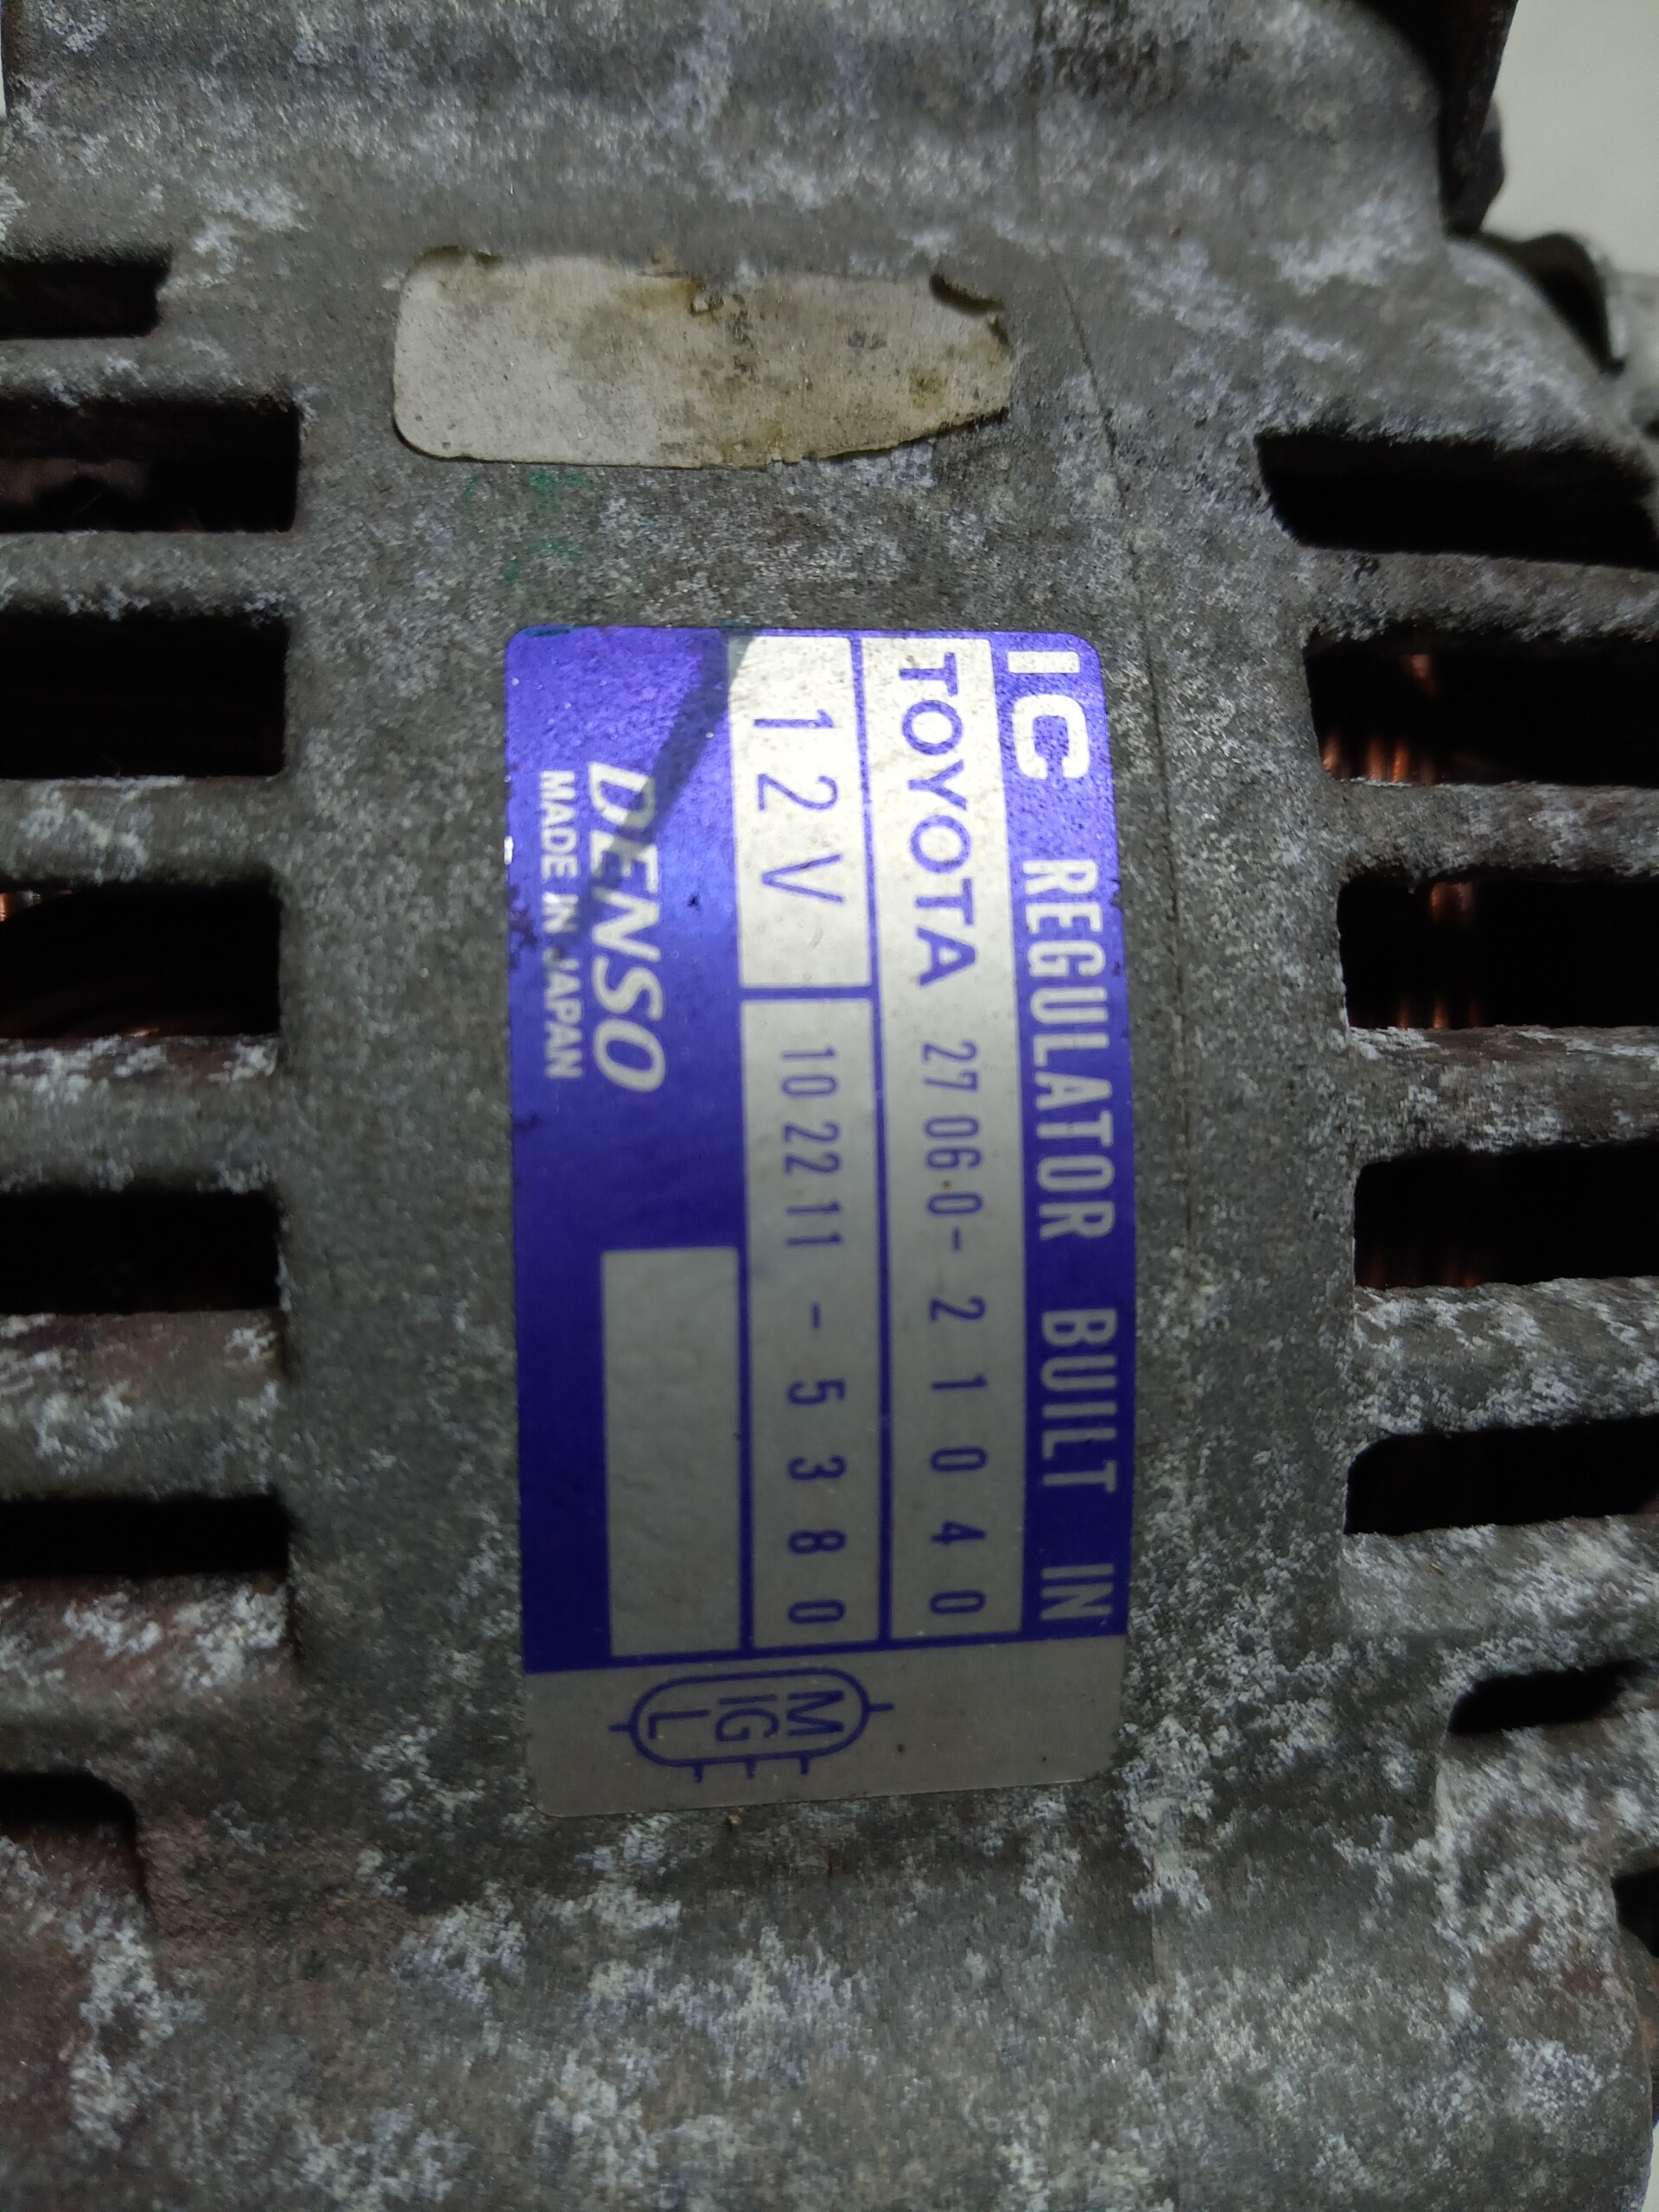 IC REGULATOR BUILT IN
TOYOTA 27060-21040
12V 102211-5380
DENSO
MADE IN JAPAN
M
IG
L